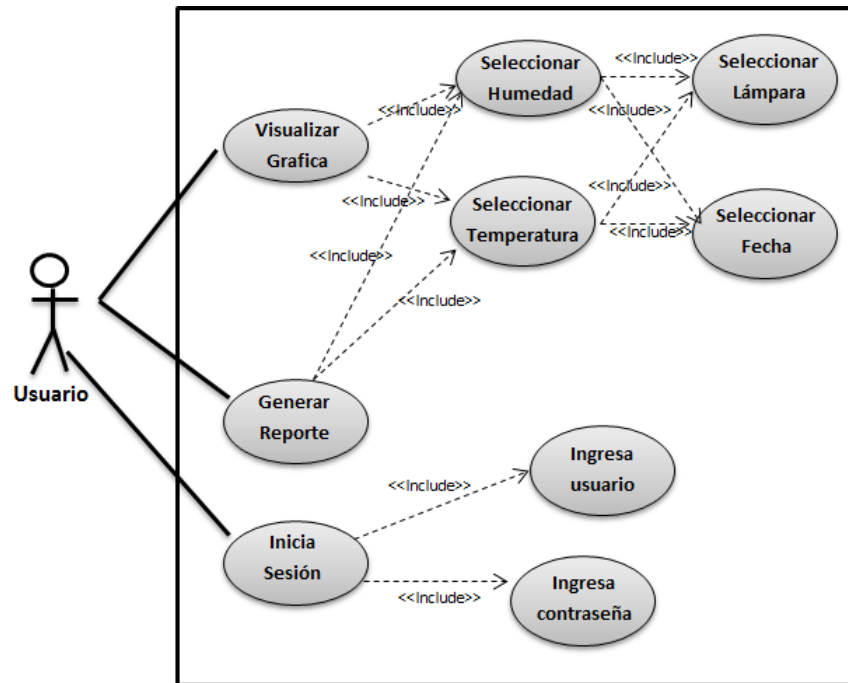 Seleccionar
Humedad
<<Include>>
Seleccionar
Lámpara
Visualizar
Grafica
<<Include>>
<<Include>>
<<Include>>
Seleccionar
Temperatura
<<Include>>
<<Include>>
Seleccionar
Fecha
<<Include>>
<<Include>>
<<Include>>
Usuario
Generar
Reporte
Ingresa
usuario
<<Include>>
Inicia
Sesión
<<Include>>
Ingresa
contraseña